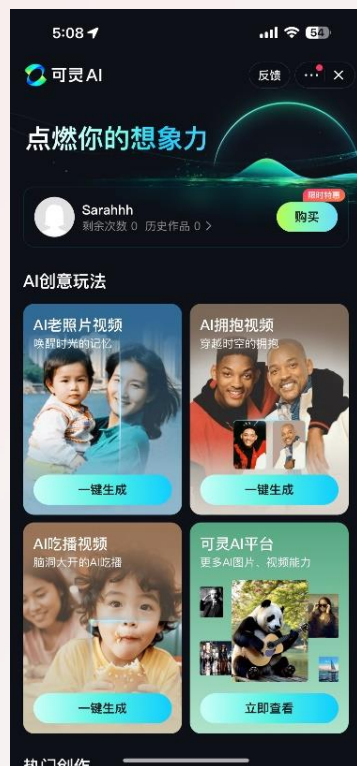 5:08
54
可灵AI
反馈
点燃你的想象力
限时特惠
Sarahhh
剩余次数 0 历史作品 0
购买
AI创意玩法
AI老照片视频
唤醒时光的记忆
一键生成
AI拥抱视频
穿越时空的拥抱
一键生成
AI吃播视频
脑洞大开的AI吃播
一键生成
可灵AI平台
更多AI图片、视频能力
立即查看
热门创作